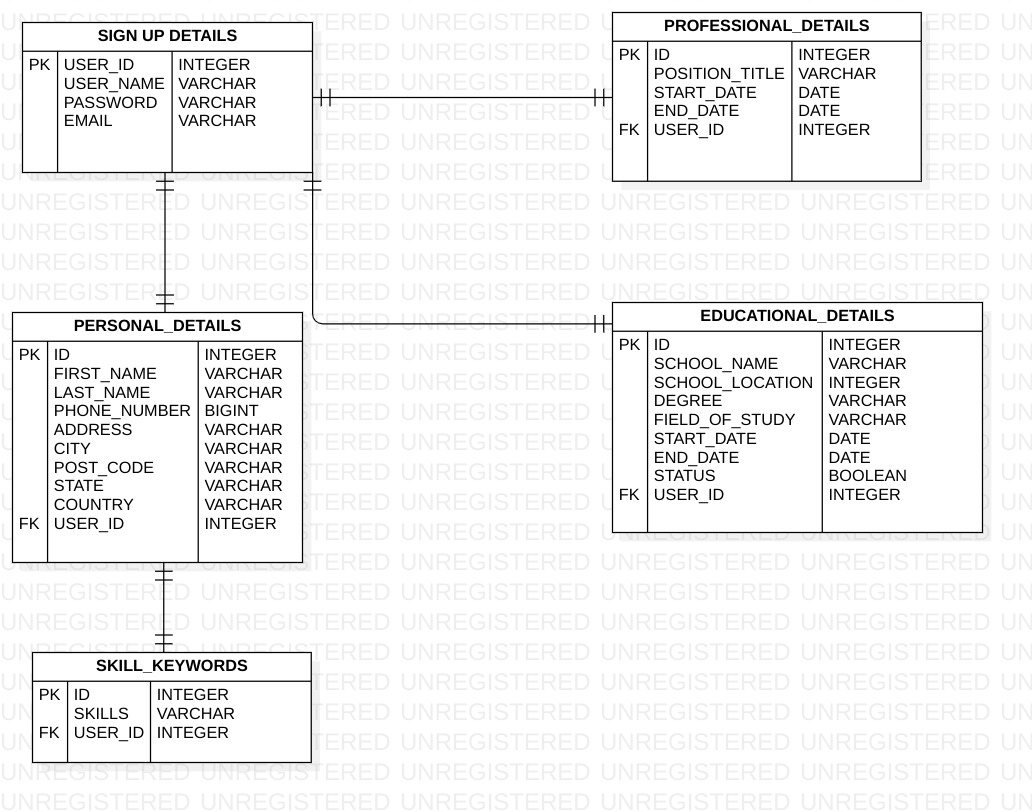 SIGN UP DETAILS
PK USER_ID INTEGER
USER_NAME VARCHAR
PASSWORD VARCHAR
EMAIL VARCHAR
PROFESSIONAL_DETAILS
PK ID INTEGER
POSITION_TITLE VARCHAR
START_DATE DATE
END_DATE DATE
FK USER_ID INTEGER
PERSONAL_DETAILS
PK ID INTEGER
FIRST_NAME VARCHAR
LAST_NAME VARCHAR
PHONE_NUMBER BIGINT
ADDRESS VARCHAR
CITY VARCHAR
POST_CODE VARCHAR
STATE VARCHAR
COUNTRY VARCHAR
FK USER_ID INTEGER
EDUCATIONAL_DETAILS
PK ID INTEGER
SCHOOL_NAME VARCHAR
SCHOOL_LOCATION INTEGER
DEGREE VARCHAR
FIELD_OF_STUDY VARCHAR
START_DATE DATE
END_DATE DATE
STATUS BOOLEAN
FK USER_ID INTEGER
SKILL_KEYWORDS
PK ID INTEGER
SKILLS VARCHAR
FK USER_ID INTEGER
UNREGISTERED